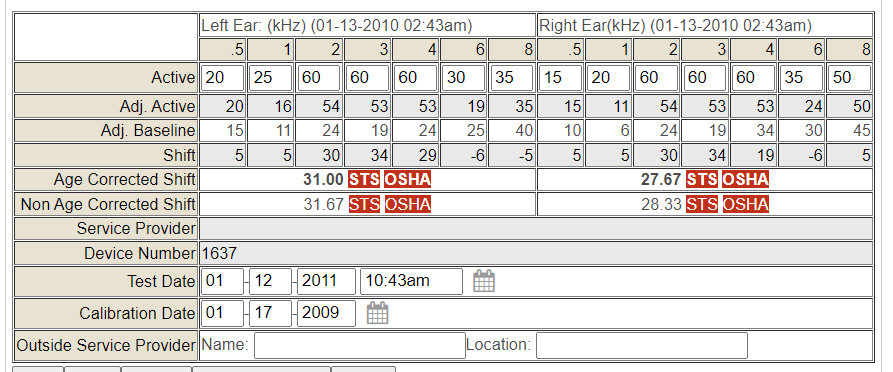 Left Ear: (kHz) (01-13-2010 02:43am) Right Ear(kHz) (01-13-2010 02:43am)
.5 1 2 3 4 6 8 .5 1 2 3 4 6 8
Active 20 25 60 60 60 30 35 15 20 60 60 60 35 50
Adj. Active 20 16 54 53 53 19 35 15 11 54 53 53 24 50
Adj. Baseline 15 11 24 19 24 25 40 10 6 24 19 34 30 45
Shift 5 5 30 34 29 -6 -5 5 5 30 34 19 -6 5
Age Corrected Shift 31.00 STS OSHA 27.67 STS OSHA
Non Age Corrected Shift 31.67 STS OSHA 28.33 STS OSHA
Service Provider
Device Number 1637
Test Date 01 - 12 - 2011 10:43am
Calibration Date 01 - 17 - 2009
Outside Service Provider Name: Location: